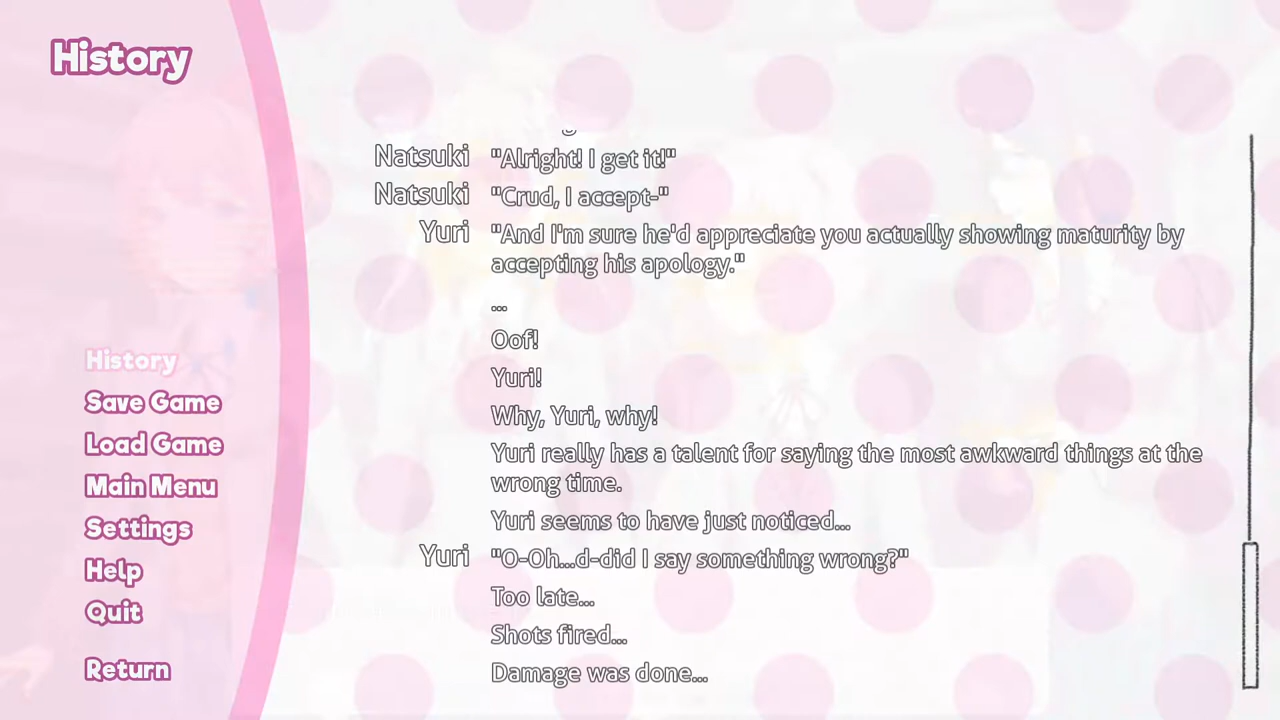 History
Natsuki "Alright! I get it!"
Natsuki "Crud, I accept-"
Yuri "And I'm sure he'd appreciate you actually showing maturity by
accepting his apology."
...
Oof!
Yuri!
Why, Yuri, why!
Yuri really has a talent for saying the most awkward things at the
wrong time.
Yuri seems to have just noticed...
Yuri "O-Oh...d-did I say something wrong?"
Too late...
Shots fired...
Damage was done...
History
Save Game
Load Game
Main Menu
Settings
Help
Quit
Return